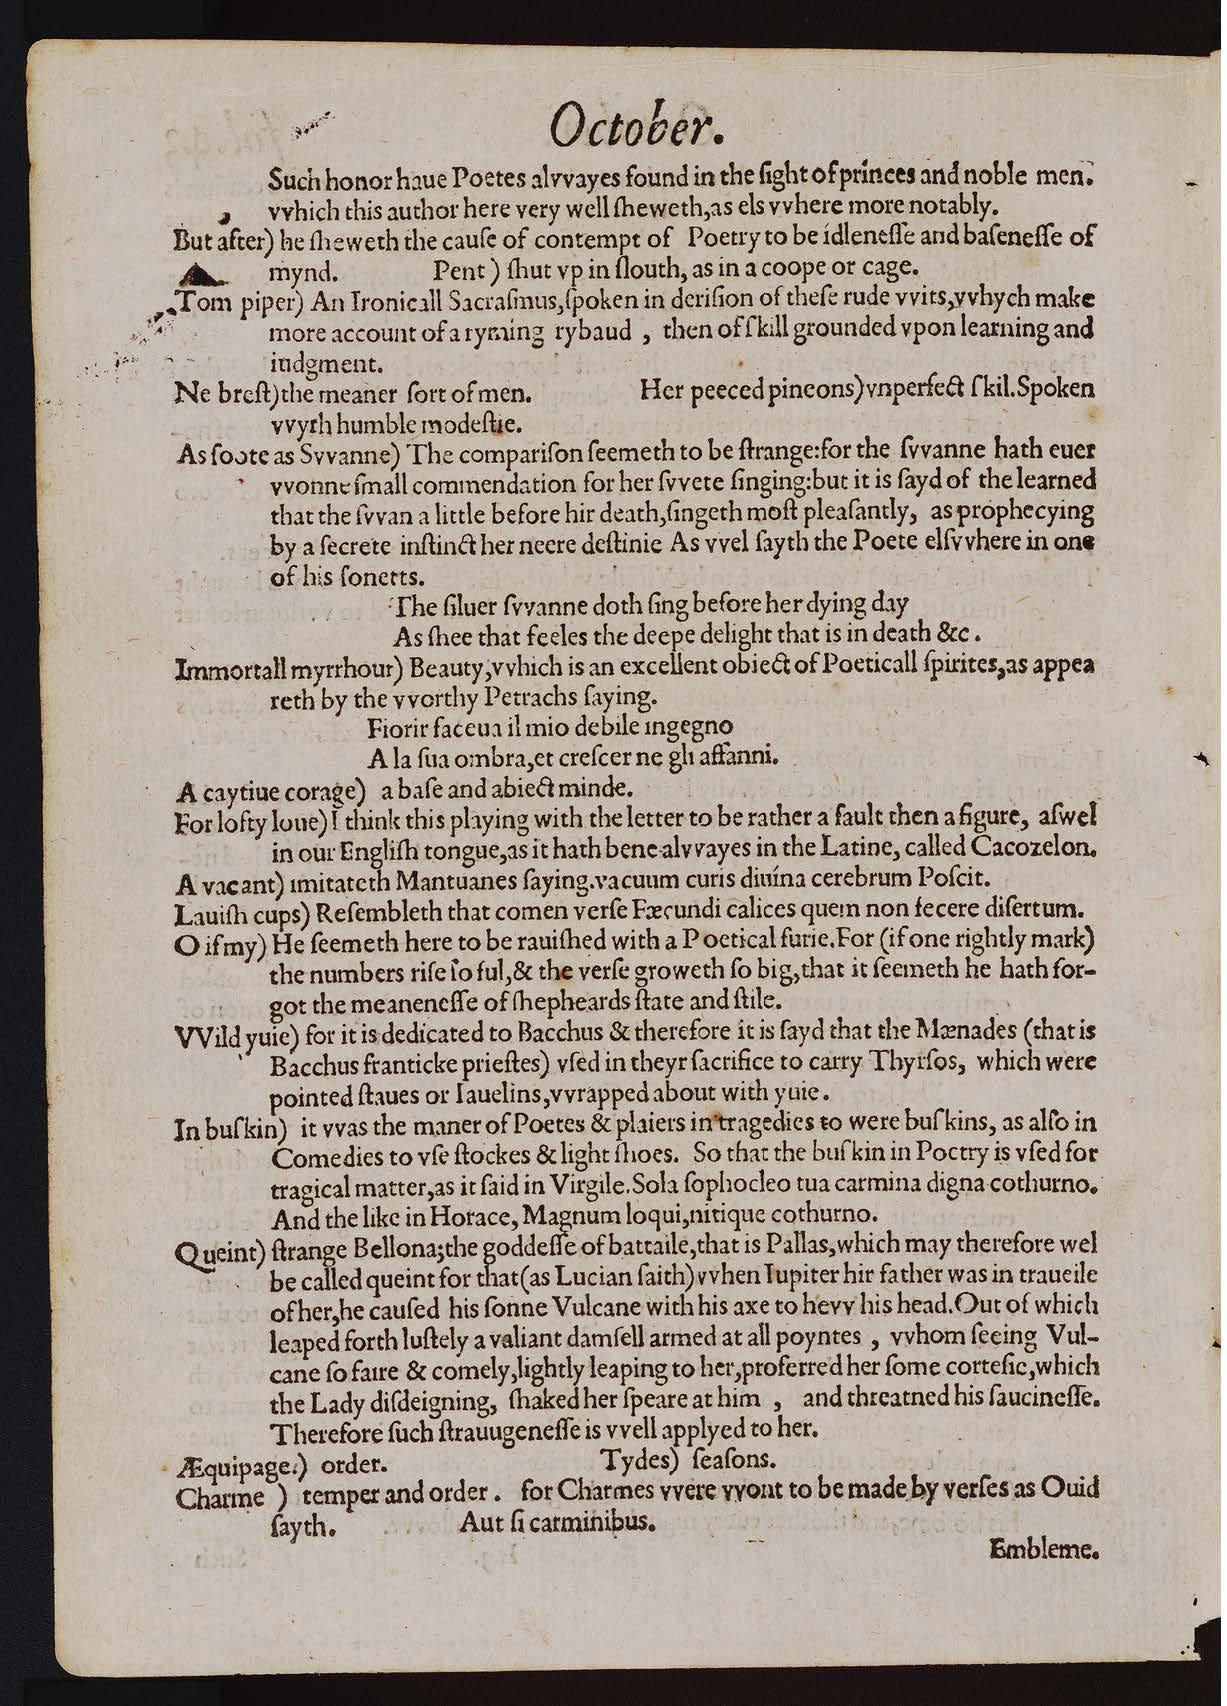 October.
Such honor haue Poetes alvvayes found in the ſight of princes and noble men.
vvhich this author here very well ſheweth,as els vvhere more notably.
But after) he ſheweth the cauſe of contempt of Poetry to be idleneſſe and baſeneſſe of
mynd. Pent ) ſhut vp in ſlouth, as in a coope or cage.
Tom piper) An Ironicall Sacraſmus,ſpoken in deriſion of theſe rude vvits,vvhych make
more account of a ryming rybaud , then of ſkill grounded vpon learning and
iudgment.
Ne breſt)the meaner ſort of men. Her peeced pineons)vnperfect ſkil.Spoken
vvyth humble modeſtie.
As ſoote as Svvanne) The compariſon ſeemeth to be ſtrange:for the ſvvanne hath euer
vvonne ſmall commendation for her ſvvete ſinging:but it is ſayd of the learned
that the ſvvan a little before hir death,ſingeth moſt pleaſantly, as prophecying
by a ſecrete inſtinct her neere deſtinie As vvel ſayth the Poete elſvvhere in one
of his ſonetts.
The ſiluer ſvvanne doth ſing before her dying day
As ſhee that feeles the deepe delight that is in death &c.
Immortall myrrhour) Beauty,vvhich is an excellent obiect of Poeticall ſpirites,as appea
reth by the vvorthy Petrachs ſaying.
Fiorir faceua il mio debile ingegno
A la ſua ombra,et creſcer ne gli affanni.
A caytiue corage) a baſe and abiect minde.
For lofty loue) I think this playing with the letter to be rather a fault then a figure, aſwel
in our Engliſh tongue,as it hath bene alvvayes in the Latine, called Cacozelon.
A vacant) imitateth Mantuanes ſaying.vacuum curis diuina cerebrum Poſcit.
Lauiſh cups) Reſembleth that comen verſe Fæcundi calices quem non fecere diſertum.
O if my) He ſeemeth here to be rauiſhed with a Poetical furie.For (if one rightly mark)
the numbers riſe ſo ful,& the verſe groweth ſo big,that it ſeemeth he hath for-
got the meaneneſſe of ſhepheards ſtate and ſtile.
VVild yuie) for it is dedicated to Bacchus & therefore it is ſayd that the Mænades (that is
Bacchus franticke prieſtes) vſed in theyr ſacrifice to carry Thyrſos, which were
pointed ſtaues or Iauelins,vvrapped about with yuie.
In buſkin) it vvas the maner of Poetes & plaiers in tragedies to were buſkins, as alſo in
Comedies to vſe ſtockes & light ſhoes. So that the buſkin in Poetry is vſed for
tragical matter,as it ſaid in Virgile.Sola ſophocleo tua carmina digna cothurno.
And the like in Horace, Magnum loqui,nitique cothurno.
Queint) ſtrange Bellona;the goddeſſe of battaile,that is Pallas,which may therefore wel
be called queint for that(as Lucian ſaith)vvhen Iupiter hir father was in traueile
of her,he cauſed his ſonne Vulcane with his axe to hevv his head.Out of which
leaped forth luſtely a valiant damſell armed at all poyntes , vvhom ſeeing Vul-
cane ſo faire & comely,lightly leaping to her,proferred her ſome corteſie,which
the Lady diſdeigning, ſhaked her ſpeare at him , and threatned his ſaucineſſe.
Therefore ſuch ſtrauugeneſſe is vvell applyed to her.
Æquipage.) order. Tydes) ſeaſons.
Charme ) temper and order. for Charmes vvere vvont to be made by verſes as Ouid
ſayth. Aut ſi carminibus.
Embleme.